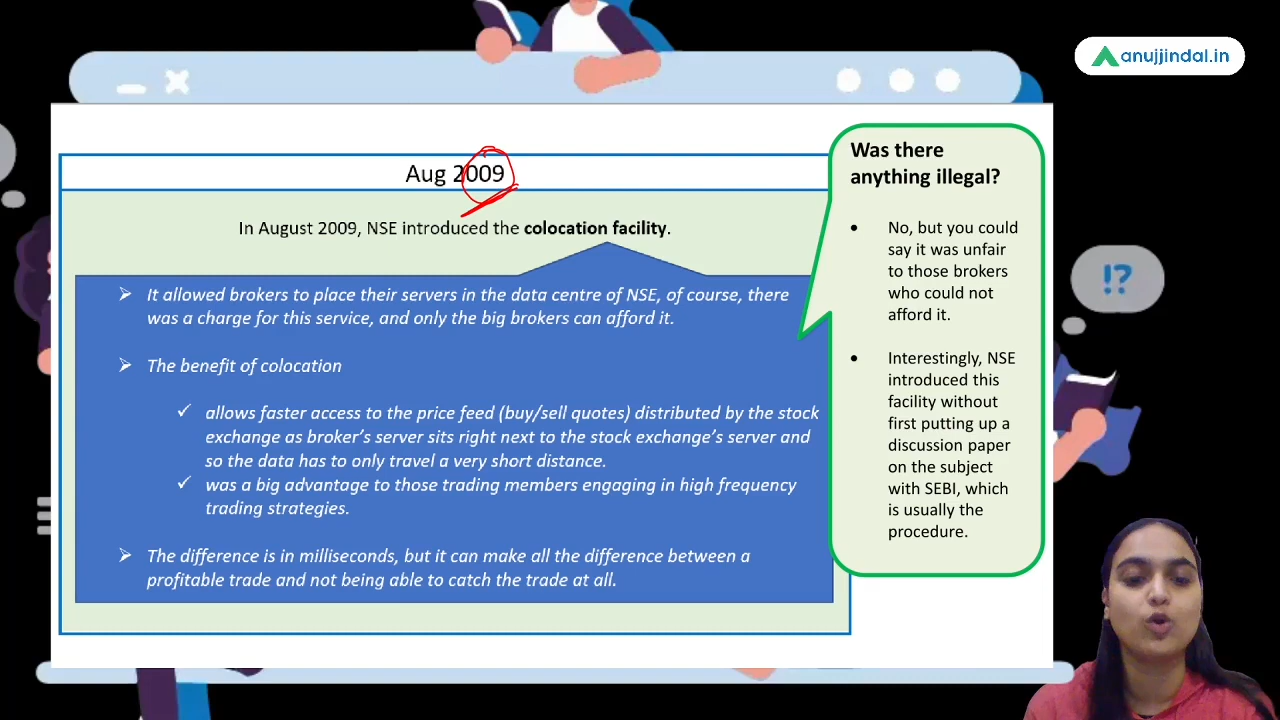 anujjindal.in
Aug 2009
In August 2009, NSE introduced the colocation facility.
➢ It allowed brokers to place their servers in the data centre of NSE, of course, there
was a charge for this service, and only the big brokers can afford it.
➢ The benefit of colocation
✓ allows faster access to the price feed (buy/sell quotes) distributed by the stock
exchange as broker's server sits right next to the stock exchange's server and
so the data has to only travel a very short distance.
✓ was a big advantage to those trading members engaging in high frequency
trading strategies.
➢ The difference is in milliseconds, but it can make all the difference between a
profitable trade and not being able to catch the trade at all.
Was there
anything illegal?
• No, but you could
say it was unfair
to those brokers
who could not
afford it.
• Interestingly, NSE
introduced this
facility without
first putting up a
discussion paper
on the subject
with SEBI, which
is usually the
procedure.
!?